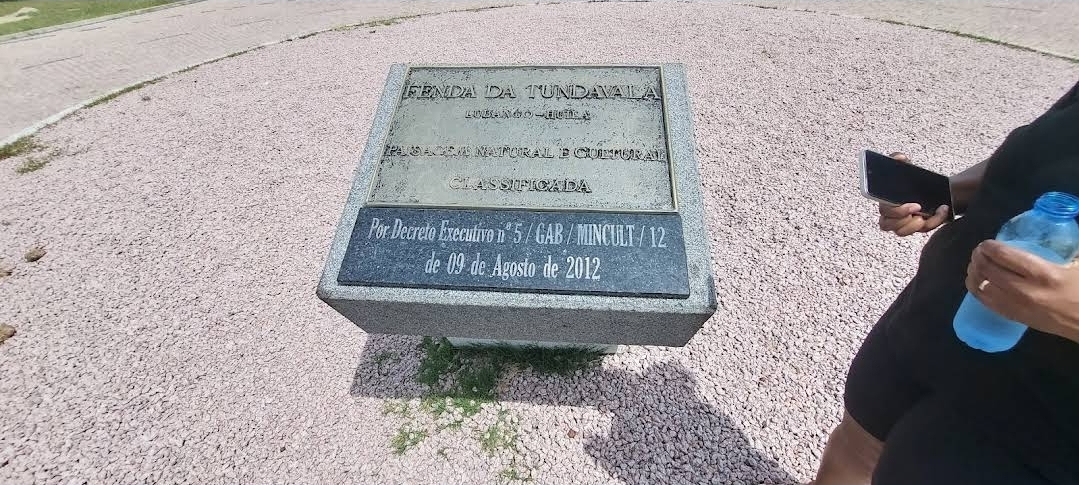 FENDA DA TUNDAVALA
LUBANGO-HUÍLA
PAISAGEM NATURAL E CULTURAL
CLASSIFICADA
Por Decreto Executivo nº 5 / GAB / MINCULT / 12
de 09 de Agosto de 2012